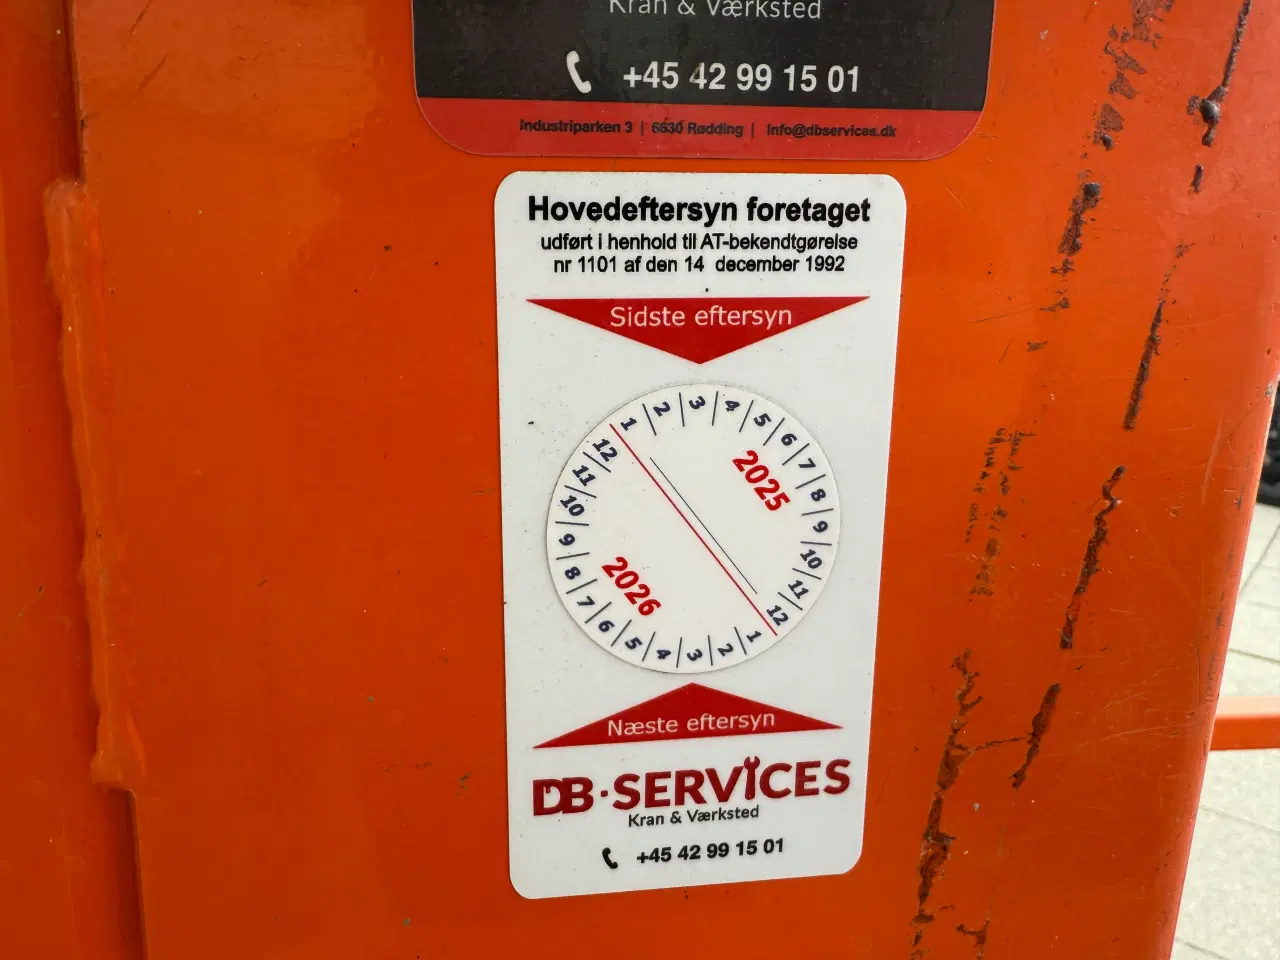 Kran & Værksted
+45 42 99 15 01
Industriparken 3 | 6630 Rødding | Info@dbservices.dk
Hovedeftersyn foretaget
udført i henhold til AT-bekendtgørelse
nr 1101 af den 14 december 1992
Sidste eftersyn
1 2 3 4 5 6 7 8 9 10 11 12
2025
2026
1 2 3 4 5 6 7 8 9 10 11 12
Næste eftersyn
DB·SERVICES
Kran & Værksted
+45 42 99 15 01